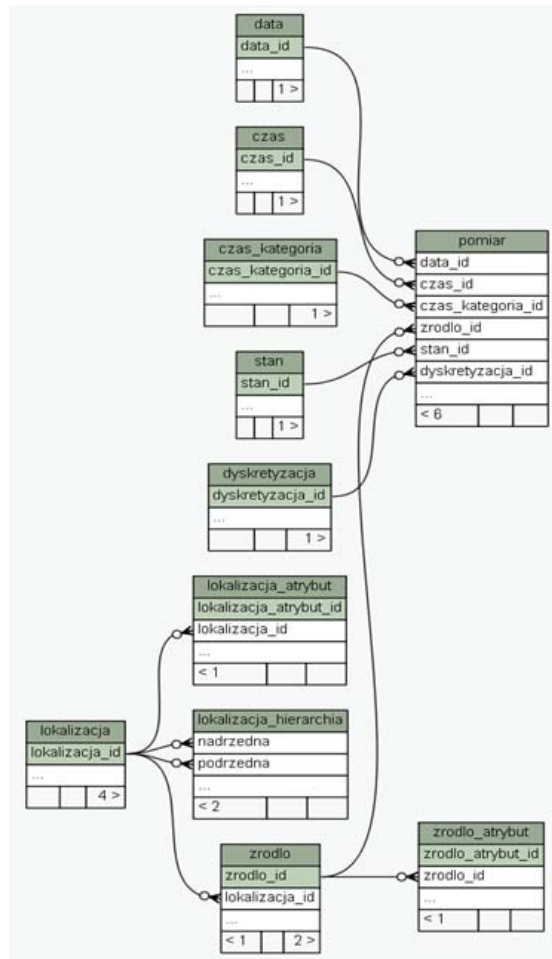 data
data_id
...
1 >
czas
czas_id
...
1 >
czas_kategoria
czas_kategoria_id
...
1 >
pomiar
data_id
czas_id
czas_kategoria_id
zrodlo_id
stan_id
dyskretyzacja_id
...
< 6
stan
stan_id
...
1 >
dyskretyzacja
dyskretyzacja_id
...
1 >
lokalizacja_atrybut
lokalizacja_atrybut_id
lokalizacja_id
...
< 1
lokalizacja
lokalizacja_id
...
4 >
lokalizacja_hierarchia
nadrzedna
podrzedna
...
< 2
zrodlo
zrodlo_id
lokalizacja_id
...
< 1 2 >
zrodlo_atrybut
zrodlo_atrybut_id
zrodlo_id
...
< 1